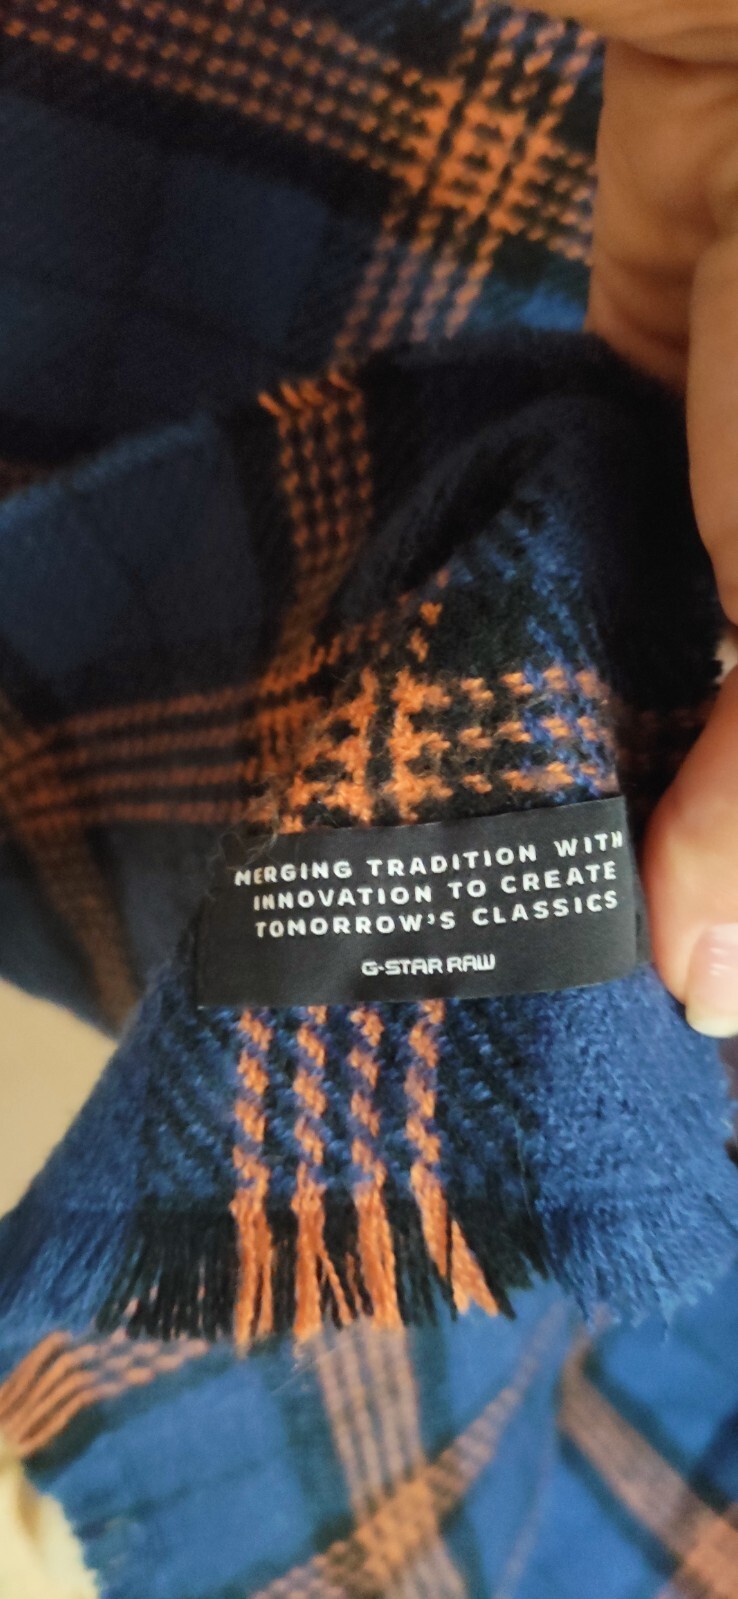 MERGING TRADITION WITH
INNOVATION TO CREATE
TOMORROW'S CLASSICS
G-STAR RAW